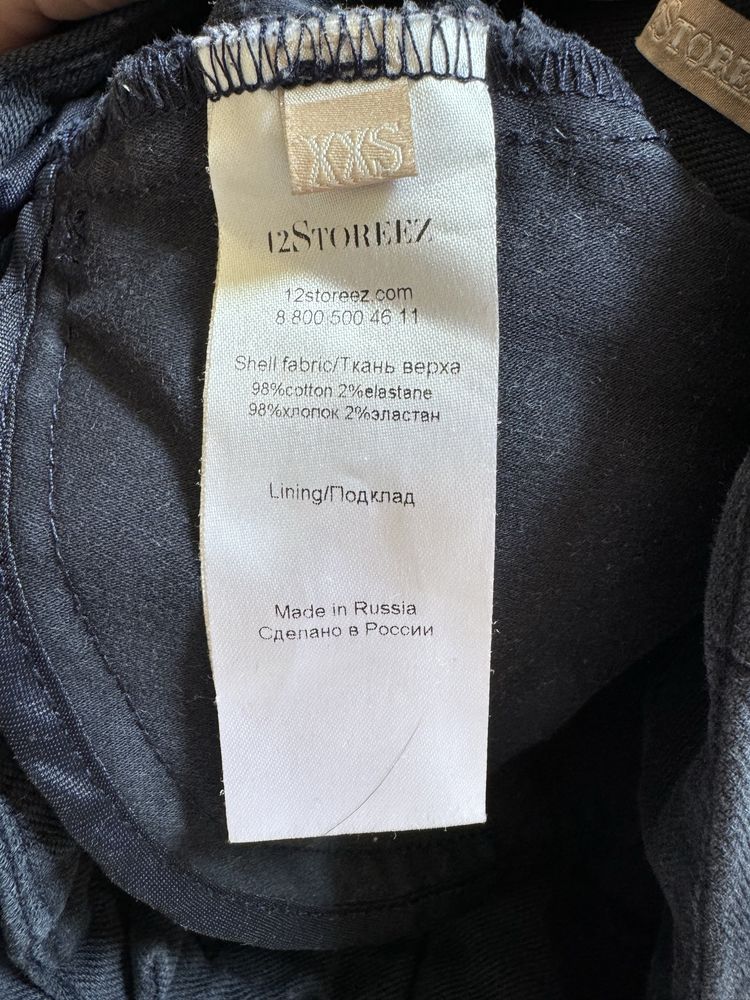 XXS
12STOREEZ
12storeez.com
8 800 500 46 11
Shell fabric/Ткань верха
98%cotton 2%elastane
98%хлопок 2%эластан
Lining/Подклад
Made in Russia
Сделано в России
STOREE